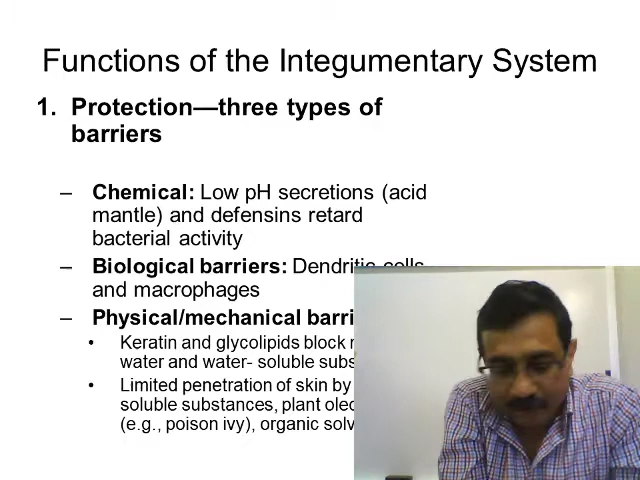 Functions of the Integumentary System
1. Protection—three types of
barriers
– Chemical: Low pH secretions (acid
mantle) and defensins retard
bacterial activity
– Biological barriers: Dendritic cells
and macrophages
– Physical/mechanical
• Keratin and glycolipids block
water and water- soluble
• Limited penetration of skin by
soluble substances, plant
(e.g., poison ivy), organic